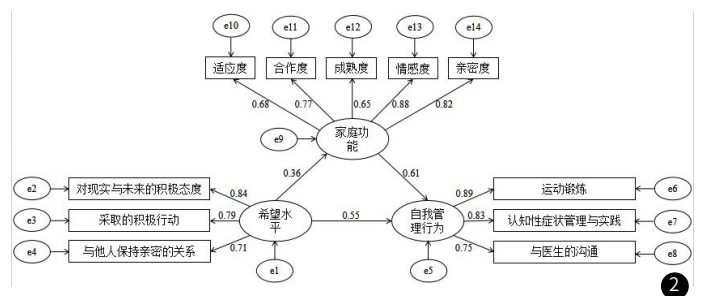 e10
e11
e12
e13
e14
适应度
合作度
成熟度
情感度
亲密度
0.68
0.77
0.65
0.88
0.82
e9
家庭功
能
0.36
0.61
e2
对现实与未来的积极态度
0.84
e3
采取的积极行动
0.79
e4
与他人保持亲密的关系
0.71
希望水
平
0.55
自我管
理行为
0.89
运动锻炼
e6
0.83
认知性症状管理与实践
e7
0.75
与医生的沟通
e8
e1
e5
2